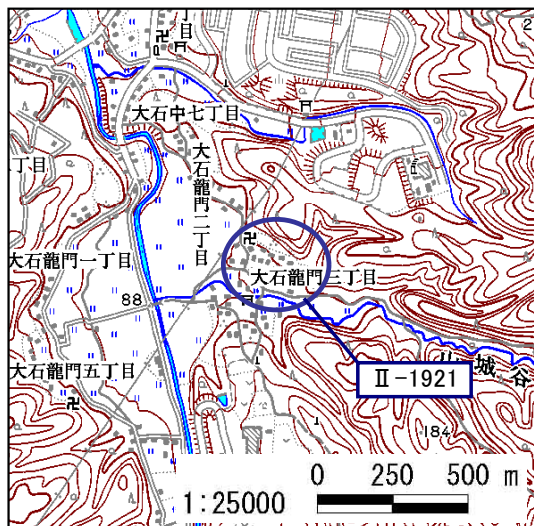 丁目
大石中七丁目
大石龍門二丁目
丁目
大石龍門一丁目
大石龍門三丁目
88
大石龍門五丁目
城谷
Ⅱ-1921
184
0 250 500 m
1:25000